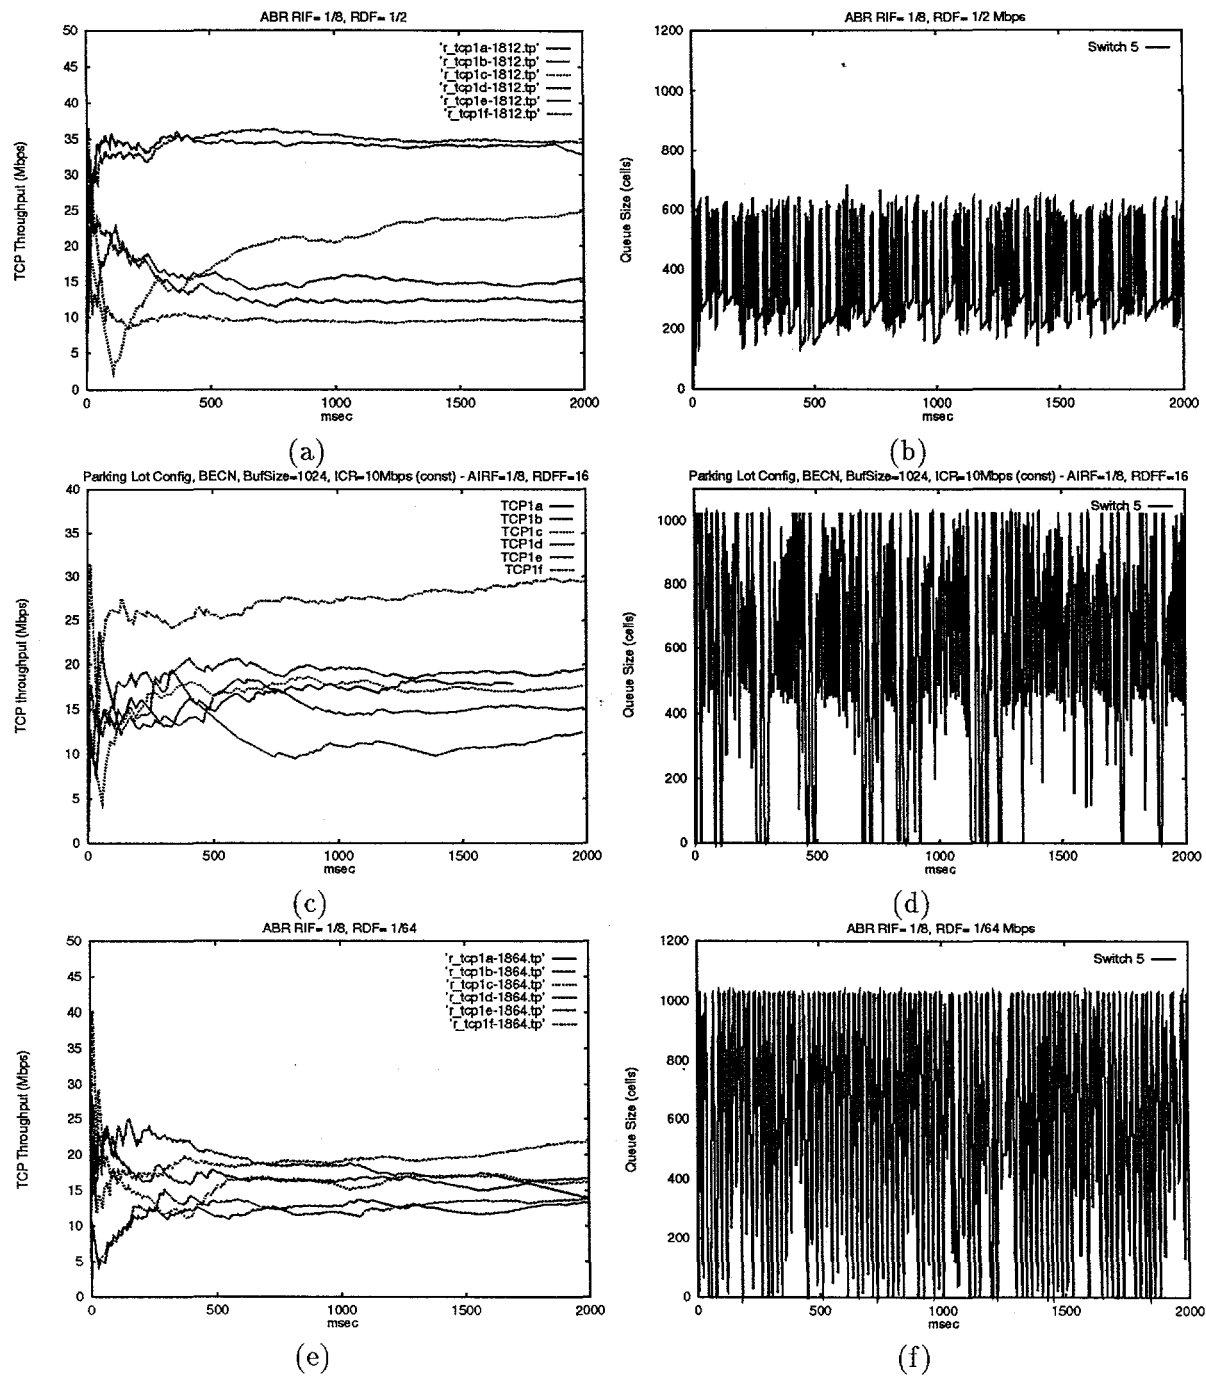 ABR RIF= 1/8, RDF= 1/2
50
45
40
35
30
25
20
15
10
5
0
TCP Throughput (Mbps)
'r_tcp1a-1812.tp'
'r_tcp1b-1812.tp'
'r_tcp1c-1812.tp'
'r_tcp1d-1812.tp'
'r_tcp1e-1812.tp'
'r_tcp1f-1812.tp'
0 500 1000 1500 2000
msec
(a)
ABR RIF= 1/8, RDF= 1/2 Mbps
1200
1000
800
600
400
200
0
Queue Size (cells)
Switch 5
0 500 1000 1500 2000
msec
(b)
Parking Lot Config, BECN, BufSize=1024, ICR=10Mbps (const) - AIRF=1/8, RDFF=16
40
35
30
25
20
15
10
5
0
TCP throughput (Mbps)
TCP1a
TCP1b
TCP1c
TCP1d
TCP1e
TCP1f
0 500 1000 1500 2000
msec
(c)
Parking Lot Config, BECN, BufSize=1024, ICR=10Mbps (const) - AIRF=1/8, RDFF=16
1000
800
600
400
200
0
Queue Size (cells)
Switch 5
0 500 1000 1500 2000
msec
(d)
ABR RIF= 1/8, RDF= 1/64
50
45
40
35
30
25
20
15
10
5
0
TCP Throughput (Mbps)
'r_tcp1a-1864.tp'
'r_tcp1b-1864.tp'
'r_tcp1c-1864.tp'
'r_tcp1d-1864.tp'
'r_tcp1e-1864.tp'
'r_tcp1f-1864.tp'
0 500 1000 1500 2000
msec
(e)
ABR RIF= 1/8, RDF= 1/64 Mbps
1200
1000
800
600
400
200
0
Queue Size (cells)
Switch 5
0 500 1000 1500 2000
msec
(f)